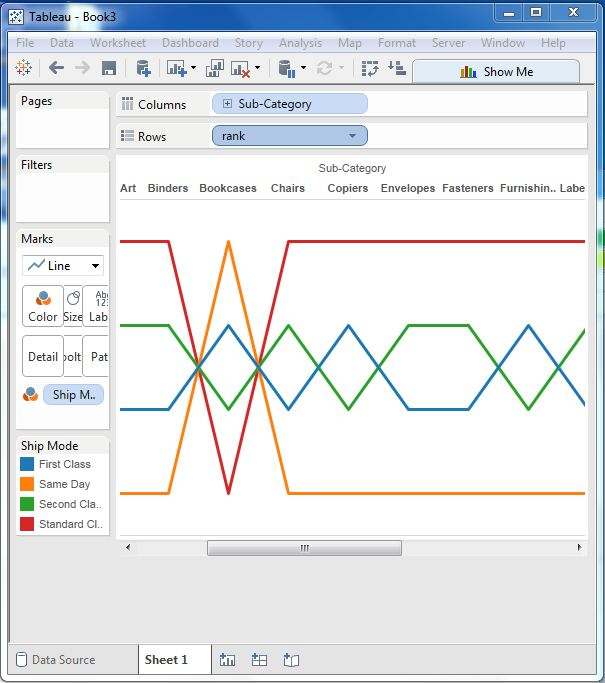 Tableau - Book3
File Data Worksheet Dashboard Story Analysis Map Format Server Window Help
Show Me
Pages
Columns
Sub-Category
Rows
rank
Filters
Marks
Line
Color Size Lab
Detail oolt Pat
Ship M..
Ship Mode
First Class
Same Day
Second Cla..
Standard Cl..
Sub-Category
Art Binders Bookcases Chairs Copiers Envelopes Fasteners Furnishin.. Labe
Data Source Sheet 1